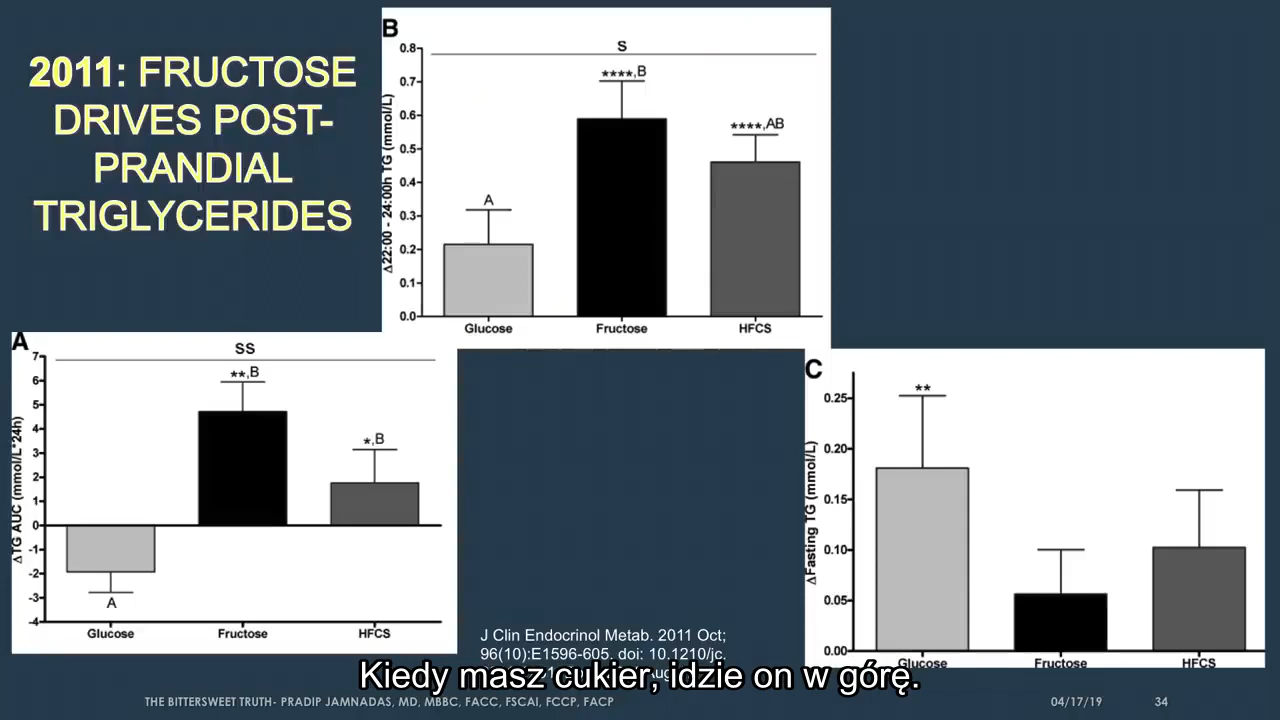 2011: FRUCTOSE
DRIVES POST-
PRANDIAL
TRIGLYCERIDES
B
S
****,B
****,AB
A
0.8
0.7
0.6
0.5
0.4
0.3
0.2
0.1
0.0
Δ22:00 - 24:00h TG (mmol/L)
Glucose Fructose HFCS
A
SS
**,B
*,B
A
7
6
5
4
3
2
1
0
-1
-2
-3
-4
ΔTG AUC (mmol/L*24h)
Glucose Fructose HFCS
C
**
0.25
0.20
0.15
0.10
0.05
0.00
ΔFasting TG (mmol/L)
Glucose Fructose HFCS
J Clin Endocrinol Metab. 2011 Oct;
96(10):E1596-605. doi: 10.1210/jc.
Kiedy masz cukier, idzie on w górę.
THE BITTERSWEET TRUTH- PRADIP JAMNADAS, MD, MBBC, FACC, FSCAI, FCCP, FACP
04/17/19
34